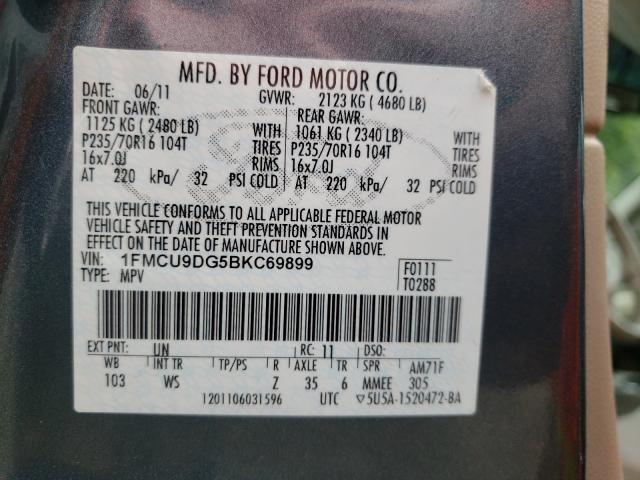 MFD. BY FORD MOTOR CO.
DATE: 06/11 GVWR: 2123 KG ( 4680 LB)
FRONT GAWR: REAR GAWR:
1125 KG ( 2480 LB) WITH 1061 KG ( 2340 LB) WITH
P235/70R16 104T TIRES P235/70R16 104T TIRES
16x7.0J RIMS 16x7.0J RIMS
AT 220 kPa/ 32 PSI COLD AT 220 kPa/ 32 PSI COLD
THIS VEHICLE CONFORMS TO ALL APPLICABLE FEDERAL MOTOR
VEHICLE SAFETY AND THEFT PREVENTION STANDARDS IN
EFFECT ON THE DATE OF MANUFACTURE SHOWN ABOVE.
VIN: 1FMCU9DG5BKC69899 F0111
TYPE: MPV T0288
EXT PNT: UN RC: 11 DSO:
WB INT TR TP/PS R AXLE TR SPR AM71F
103 WS Z 35 6 MMEE 305
1201106031596 UTC ▽5U5A-1520472-BA